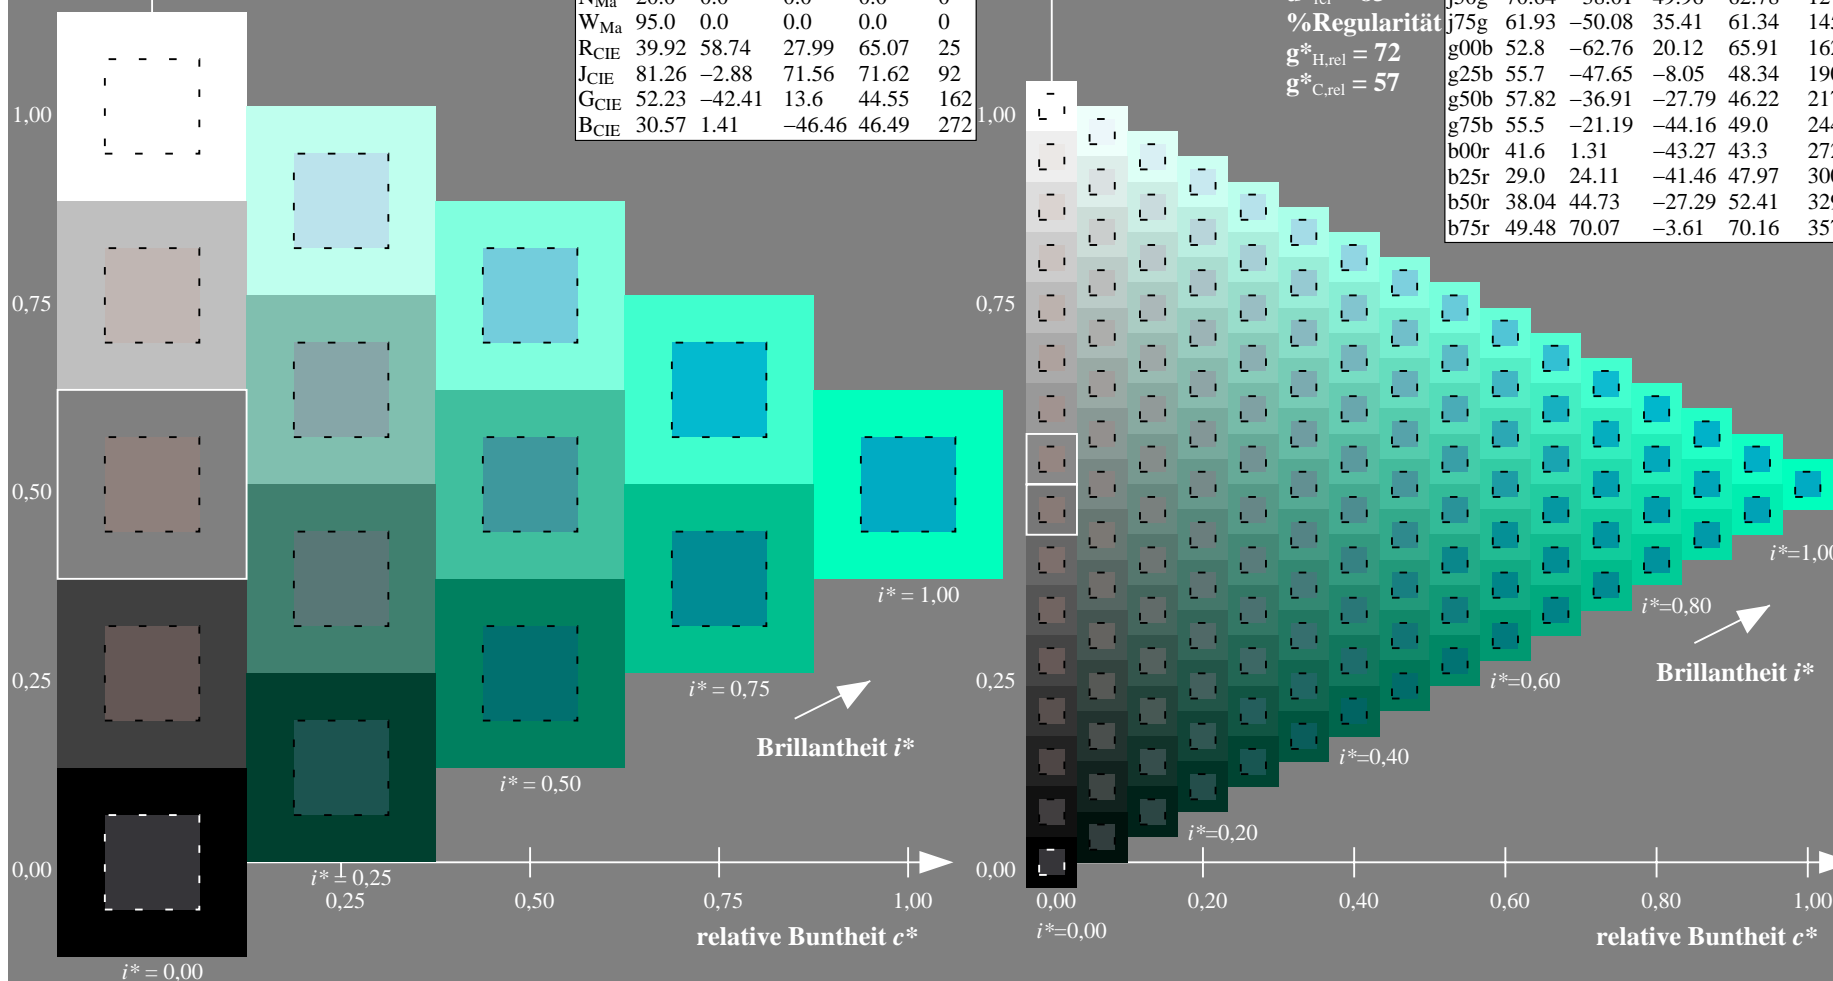 W_Ma 95.0 0.0 0.0 0.0 0
R_CIE 39.92 58.74 27.99 65.07 25
J_CIE 81.26 –2.88 71.56 71.62 92
G_CIE 52.23 –42.41 13.6 44.55 162
B_CIE 30.57 1.41 –46.46 46.49 272
%Regularität
g*_H,rel = 72
g*_C,rel = 57
j75g 61.93 –50.08 35.41 61.34
g00b 52.8 –62.76 20.12 65.91
g25b 55.7 –47.65 –8.05 48.34
g50b 57.82 –36.91 –27.79 46.22
g75b 55.5 –21.19 –44.16 49.0
b00r 41.6 1.31 –43.27 43.3
b25r 29.0 24.11 –41.46 47.97
b50r 38.04 44.73 –27.29 52.41
b75r 49.48 70.07 –3.61 70.16
1,00
0,75
0,50
0,25
0,00
i* = 1,00
i* = 0,75
i* = 0,50
i* = 0,25
i* = 0,00
Brillantheit i*
0,25 0,50 0,75 1,00
relative Buntheit c*
1,00
0,75
0,50
0,25
0,00
i*=1,00
i*=0,80
i*=0,60
i*=0,40
i*=0,20
i*=0,00
Brillantheit i*
0,00 0,20 0,40 0,60 0,80 1,00
relative Buntheit c*